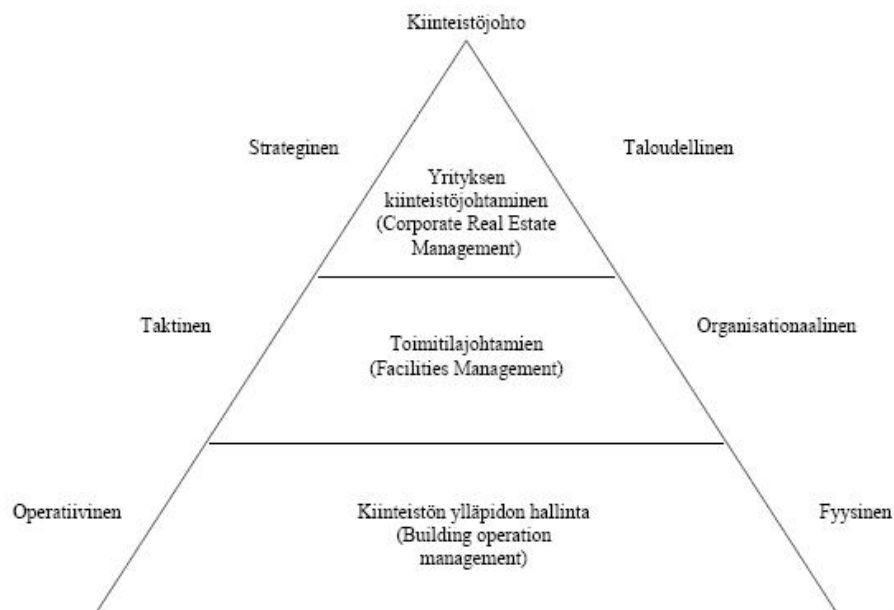 Kiinteistöjohto
Strateginen
Taloudellinen
Yrityksen
kiinteistöjohtaminen
(Corporate Real Estate
Management)
Taktinen
Organisationaalinen
Toimitilajohtamien
(Facilities Management)
Operatiivinen
Kiinteistön ylläpidon hallinta
(Building operation
management)
Fyysinen